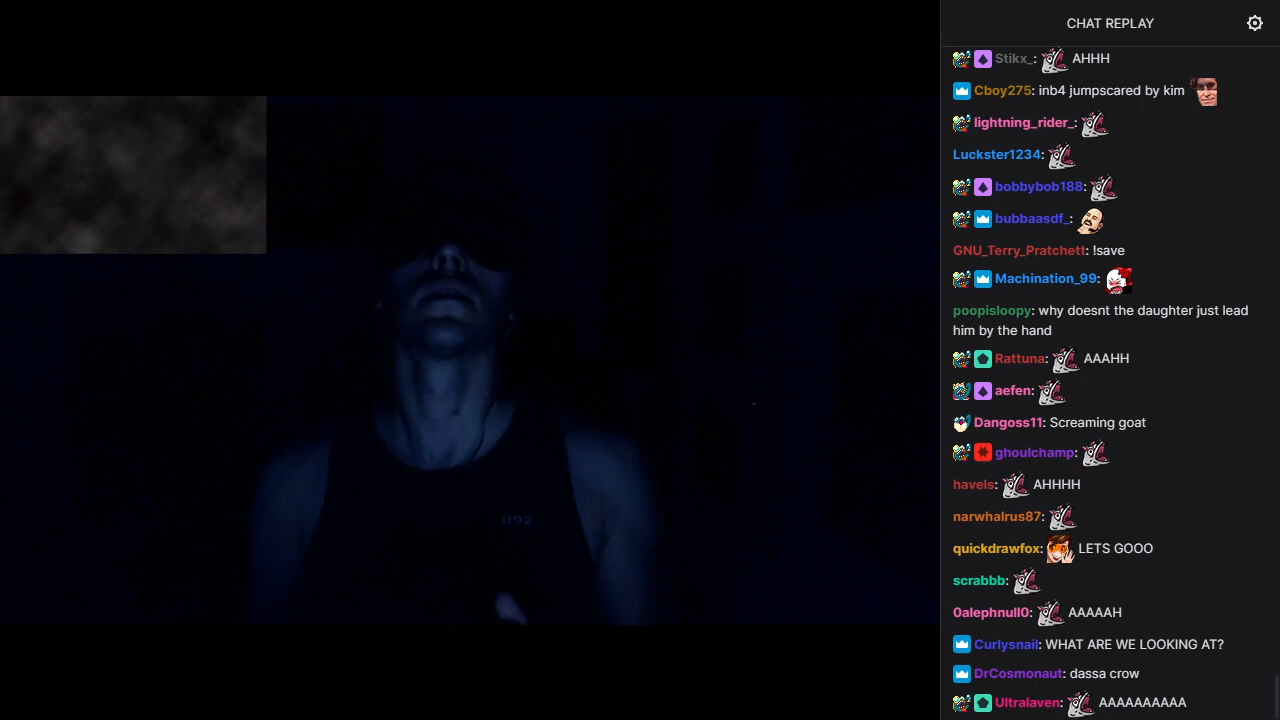 CHAT REPLAY
Stikx_: AHHH
Cboy275: inb4 jumpscared by kim
lightning_rider_:
Luckster1234:
bobbybob188:
bubbaasdf_:
GNU_Terry_Pratchett: !save
Machination_99:
poopisloopy: why doesnt the daughter just lead
him by the hand
Rattuna: AAAHH
aefen:
Dangoss11: Screaming goat
ghoulchamp:
havels: AHHHH
narwhalrus87:
quickdrawfox: LETS GOOO
scrabbb:
0alephnull0: AAAAAH
Curlysnail: WHAT ARE WE LOOKING AT?
DrCosmonaut: dassa crow
Ultralaven: AAAAAAAAAA
092